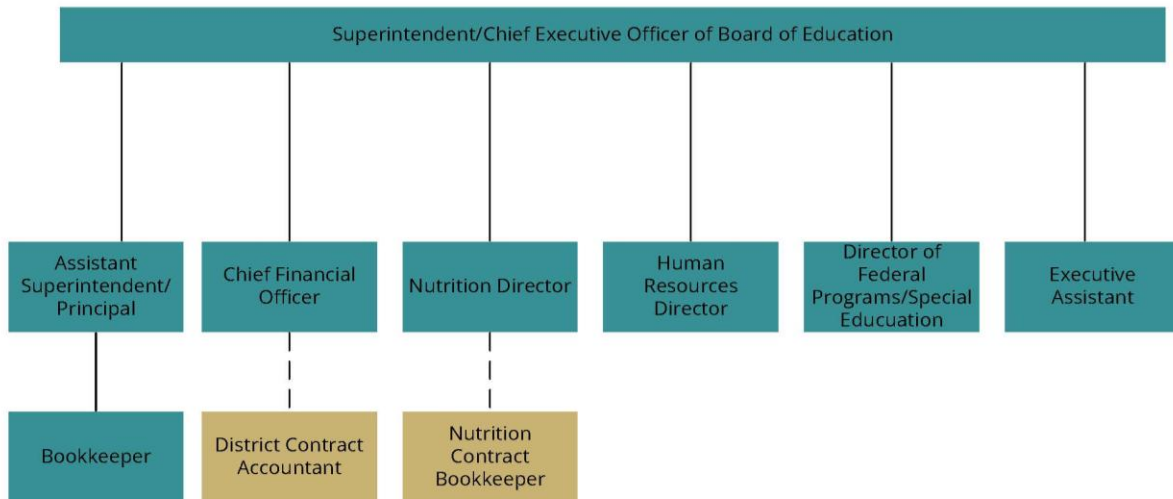 Superintendent/Chief Executive Officer of Board of Education
Assistant
Superintendent/
Principal
Chief Financial
Officer
Nutrition Director
Human
Resources
Director
Director of
Federal
Programs/Special
Educuation
Executive
Assistant
Bookkeeper
District Contract
Accountant
Nutrition
Contract
Bookkeeper